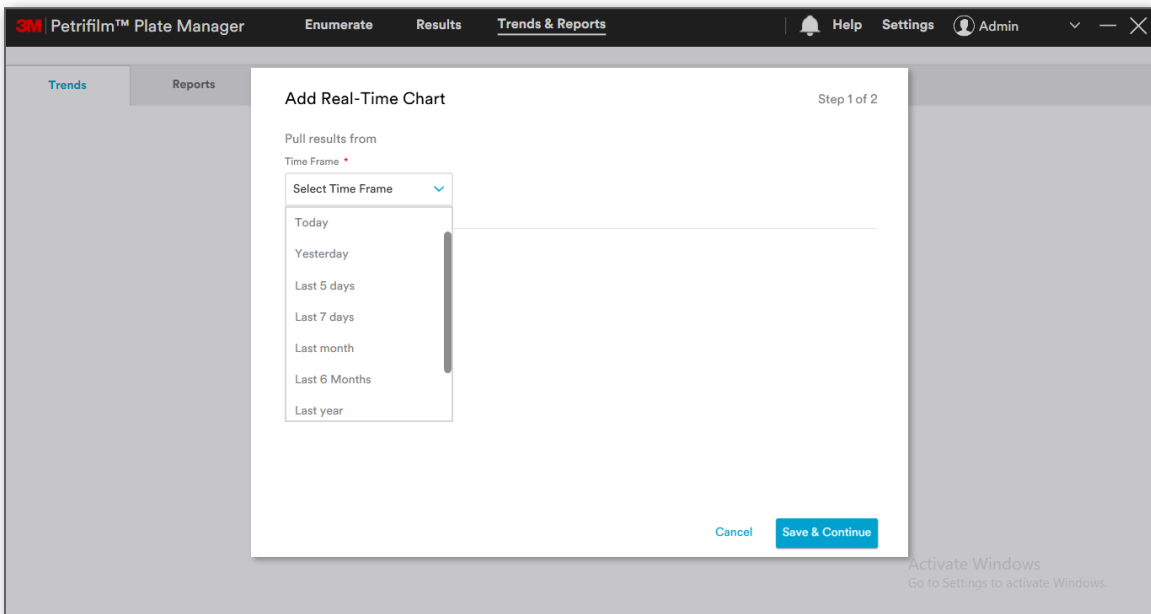 3M Petrifilm™ Plate Manager Enumerate Results Trends & Reports Help Settings Admin
Trends Reports
Add Real-Time Chart Step 1 of 2
Pull results from
Time Frame *
Select Time Frame
Today
Yesterday
Last 5 days
Last 7 days
Last month
Last 6 Months
Last year
Cancel Save & Continue
Activate Windows
Go to Settings to activate Windows.